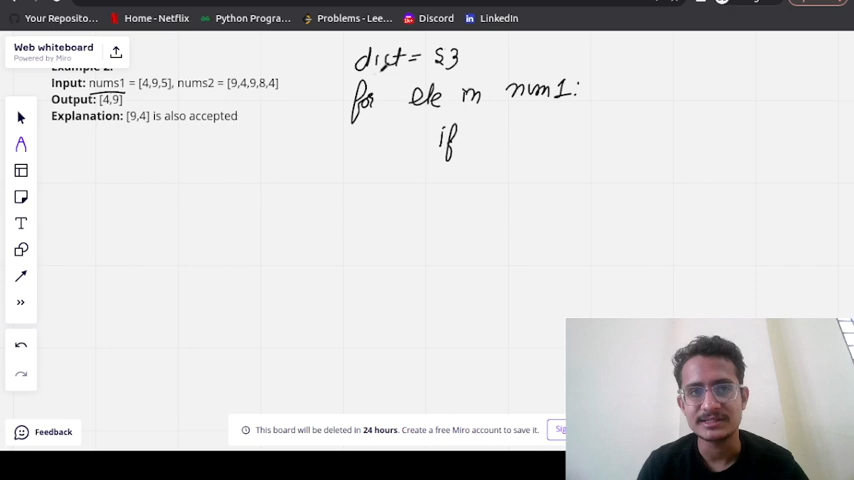 Your Reposito... Home - Netflix Python Progra... Problems - Lee... Discord LinkedIn
Web whiteboard
Powered by Miro
Example 2:
Input: nums1 = [4,9,5], nums2 = [9,4,9,8,4]
Output: [4,9]
Explanation: [9,4] is also accepted
dict = {}
for ele in num1:
if
T
Feedback
This board will be deleted in 24 hours. Create a free Miro account to save it.
Sig